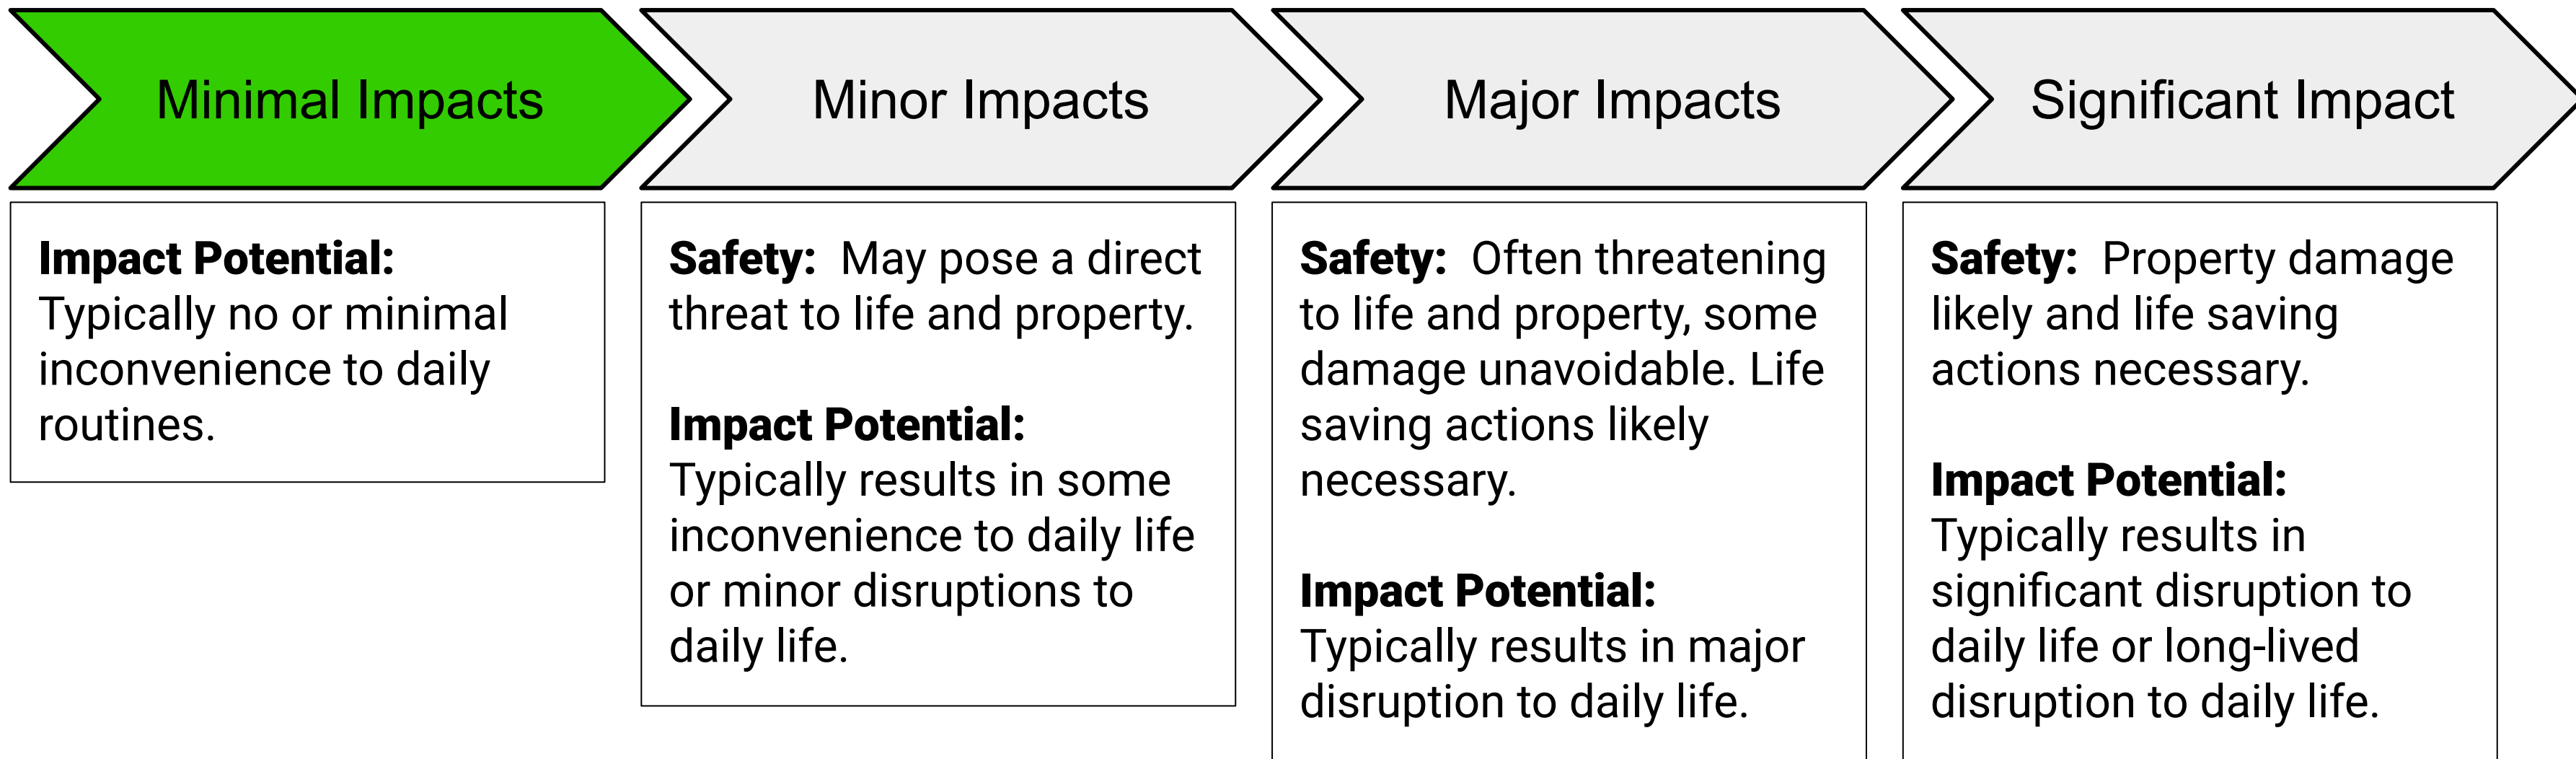 Minimal Impacts
Minor Impacts
Major Impacts
Significant Impact
Impact Potential:
Typically no or minimal
inconvenience to daily
routines.
Safety:  May pose a direct
threat to life and property.
Impact Potential:
Typically results in some
inconvenience to daily life
or minor disruptions to
daily life.
Safety:  Often threatening
to life and property, some
damage unavoidable. Life
saving actions likely
necessary.
Impact Potential:
Typically results in major
disruption to daily life.
Safety:  Property damage
likely and life saving
actions necessary.
Impact Potential:
Typically results in
significant disruption to
daily life or long-lived
disruption to daily life.